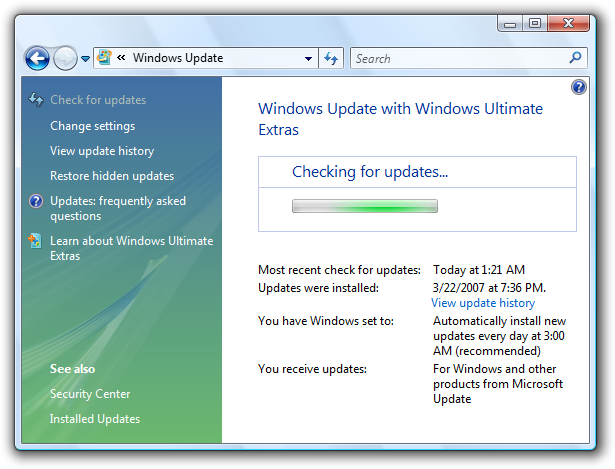 « Windows Update
Search
Check for updates
Change settings
View update history
Restore hidden updates
Updates: frequently asked
questions
Learn about Windows Ultimate
Extras
See also
Security Center
Installed Updates
Windows Update with Windows Ultimate
Extras
Checking for updates...
Most recent check for updates: Today at 1:21 AM
Updates were installed: 3/22/2007 at 7:36 PM.
View update history
You have Windows set to: Automatically install new
updates every day at 3:00
AM (recommended)
You receive updates: For Windows and other
products from Microsoft
Update